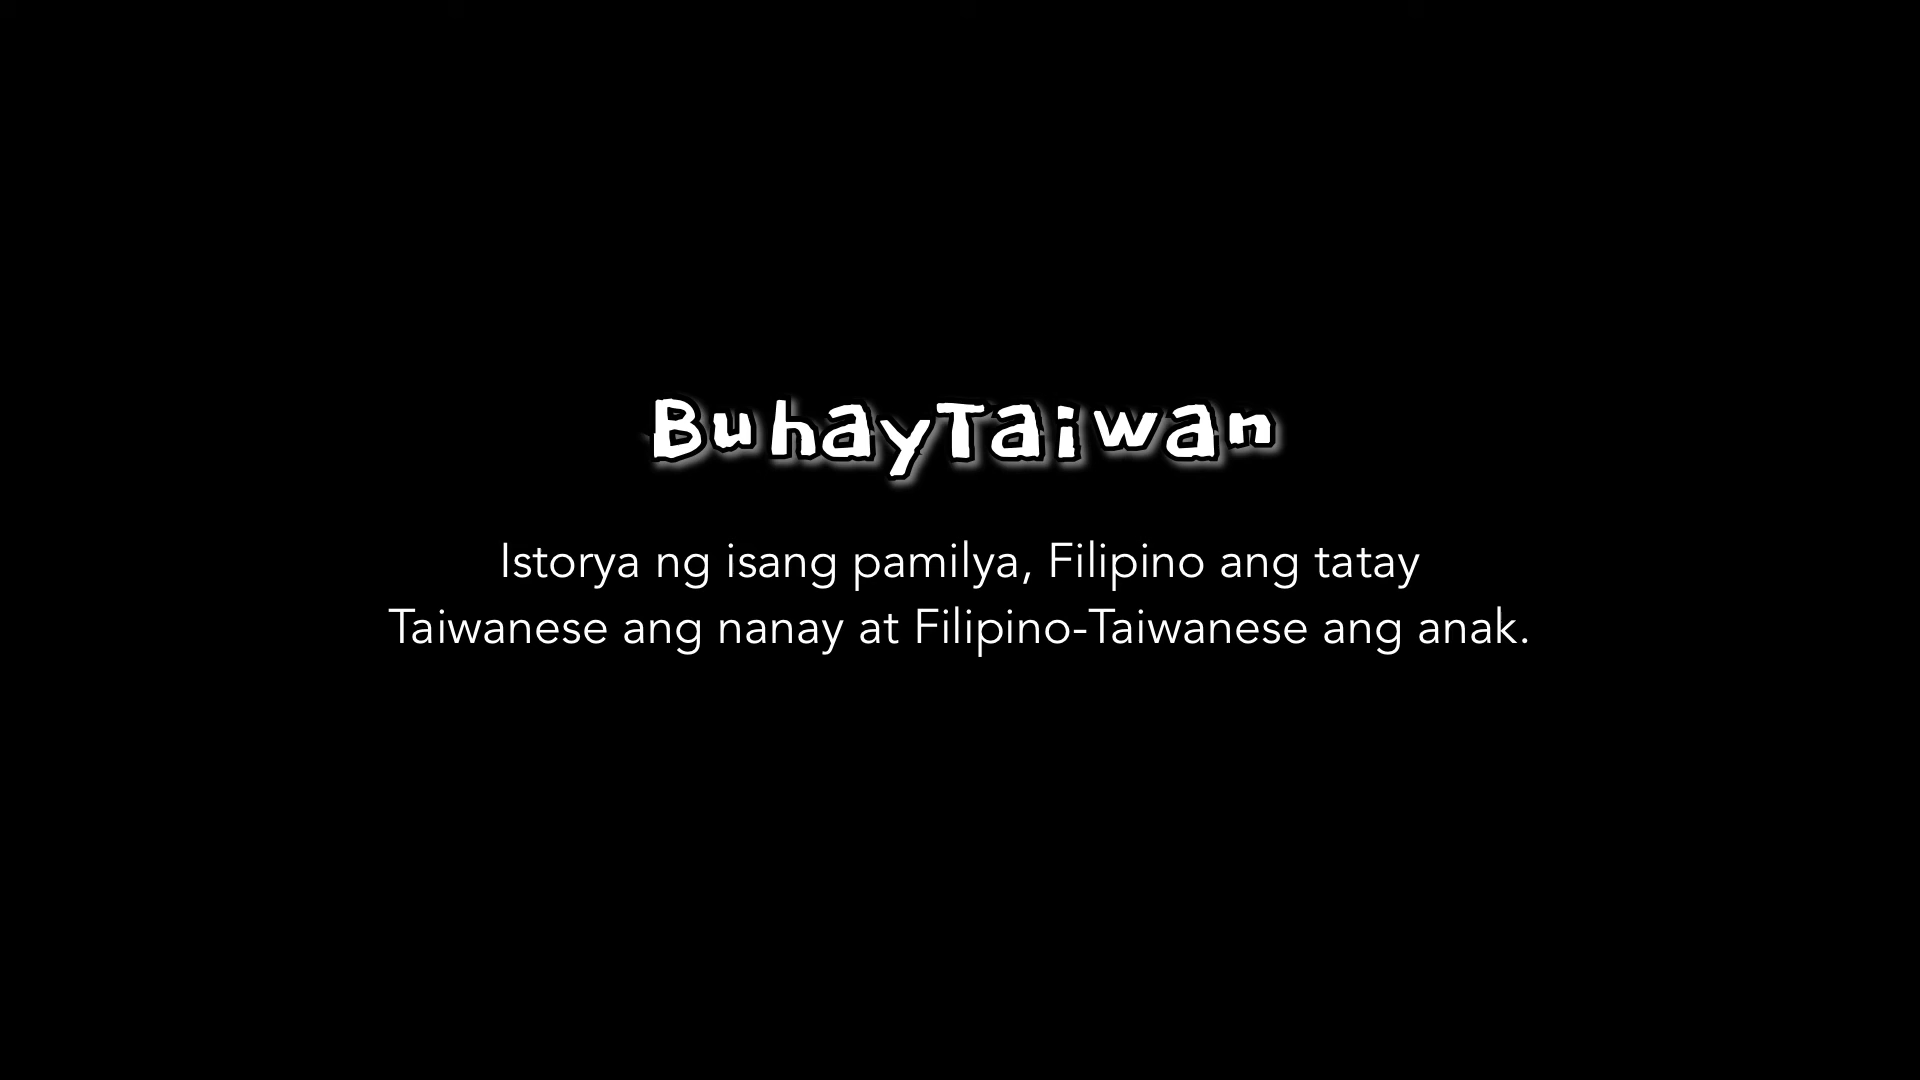 BuhayTaiwan
Istorya ng isang pamilya, Filipino ang tatay
Taiwanese ang nanay at Filipino-Taiwanese ang anak.